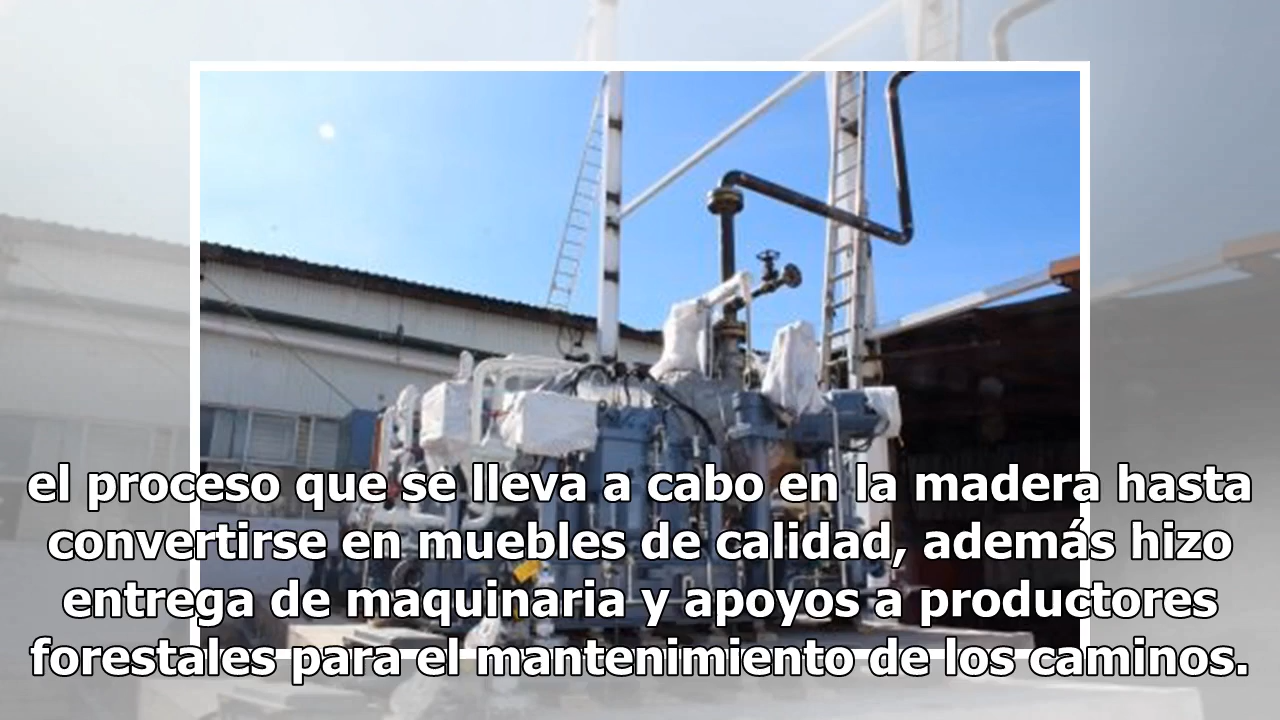 el proceso que se lleva a cabo en la madera hasta
convertirse en muebles de calidad, además hizo
entrega de maquinaria y apoyos a productores
forestales para el mantenimiento de los caminos.